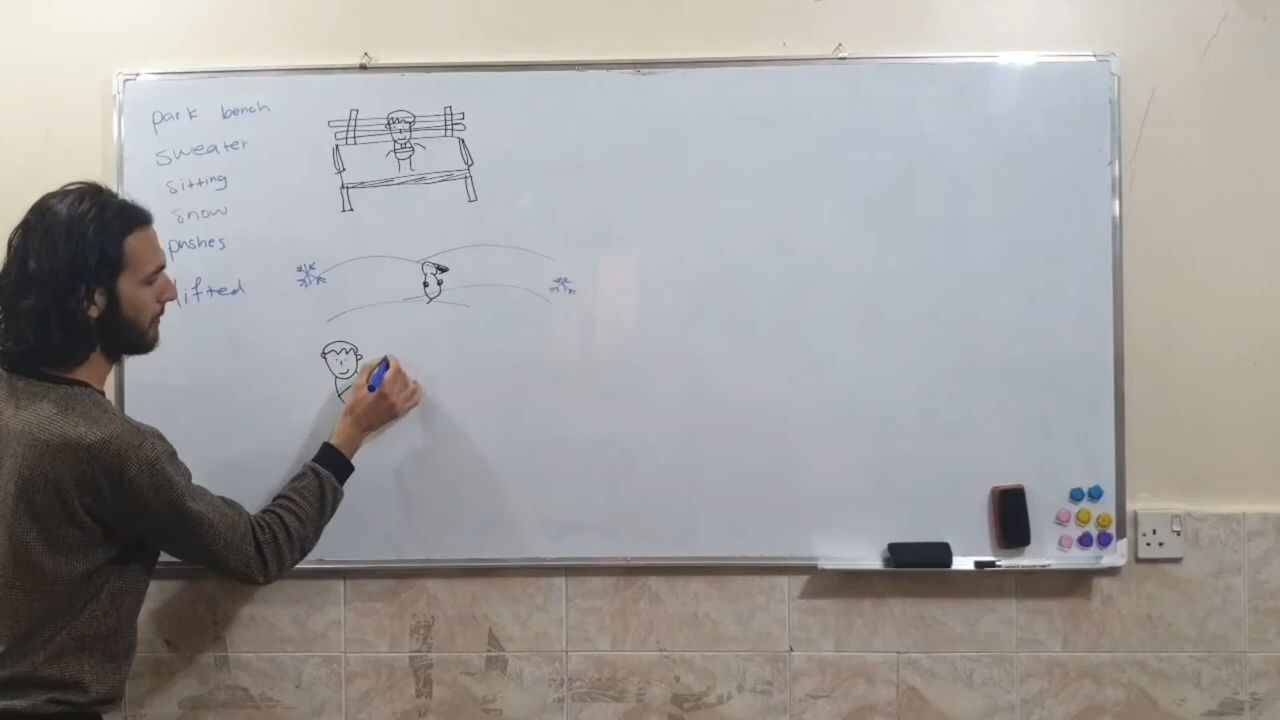 park bench
sweater
sitting
snow
pushes
lifted